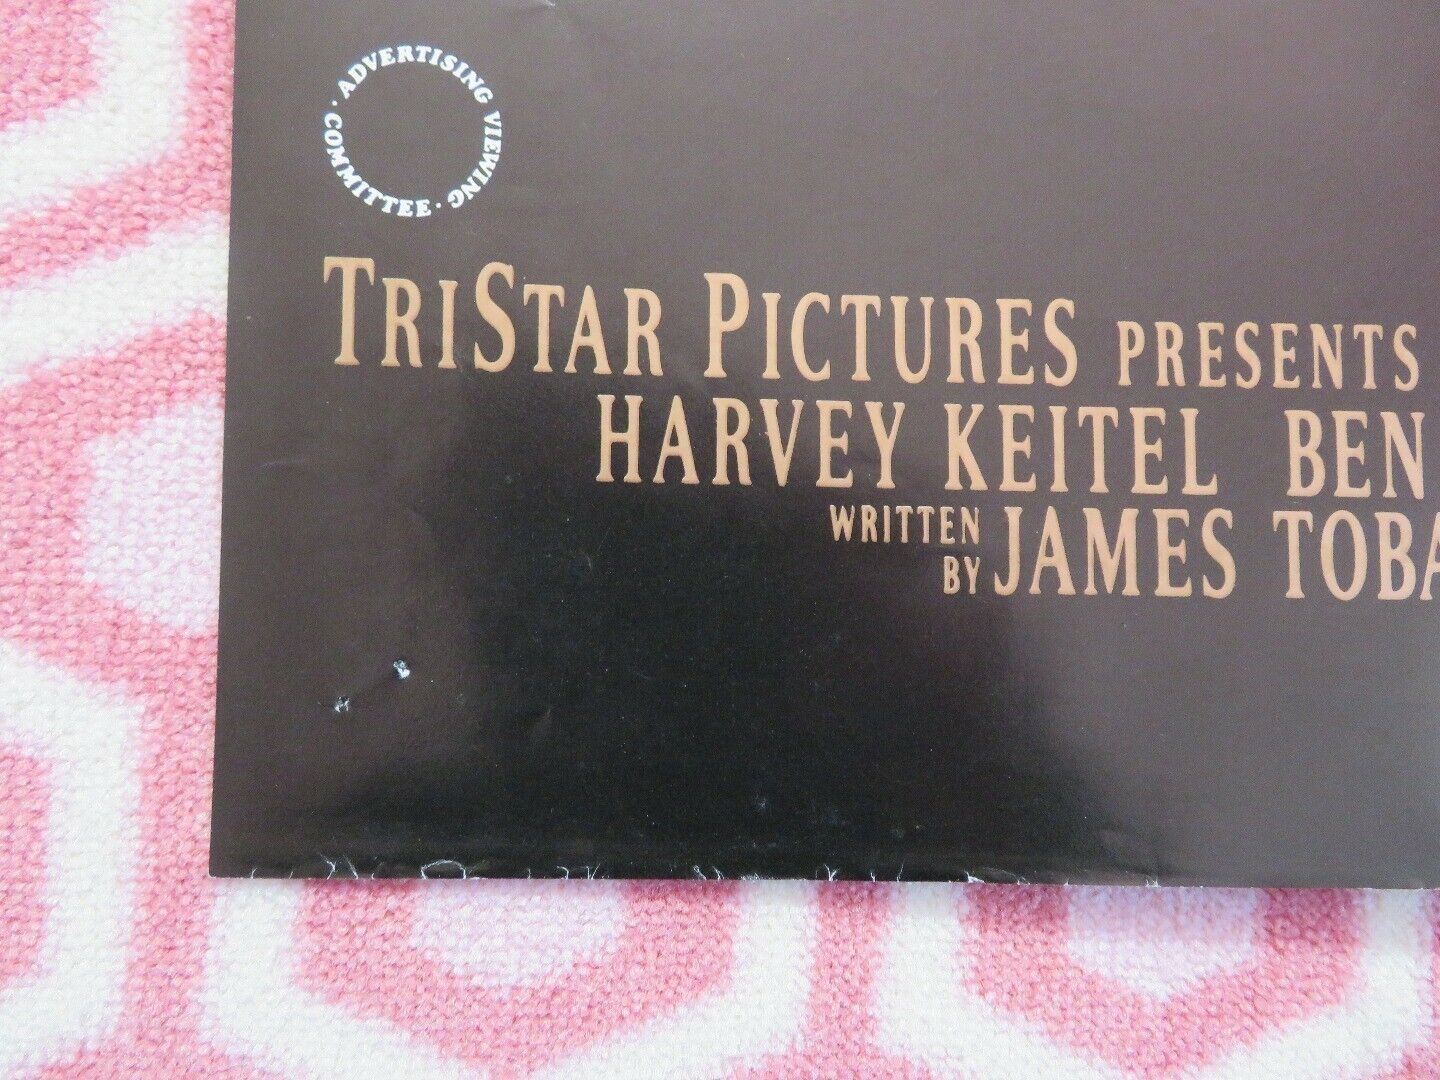 · ADVERTISING VIEWING · COMMITTEE
TRISTAR PICTURES PRESENTS
HARVEY KEITEL BEN
WRITTEN BY JAMES TOBA